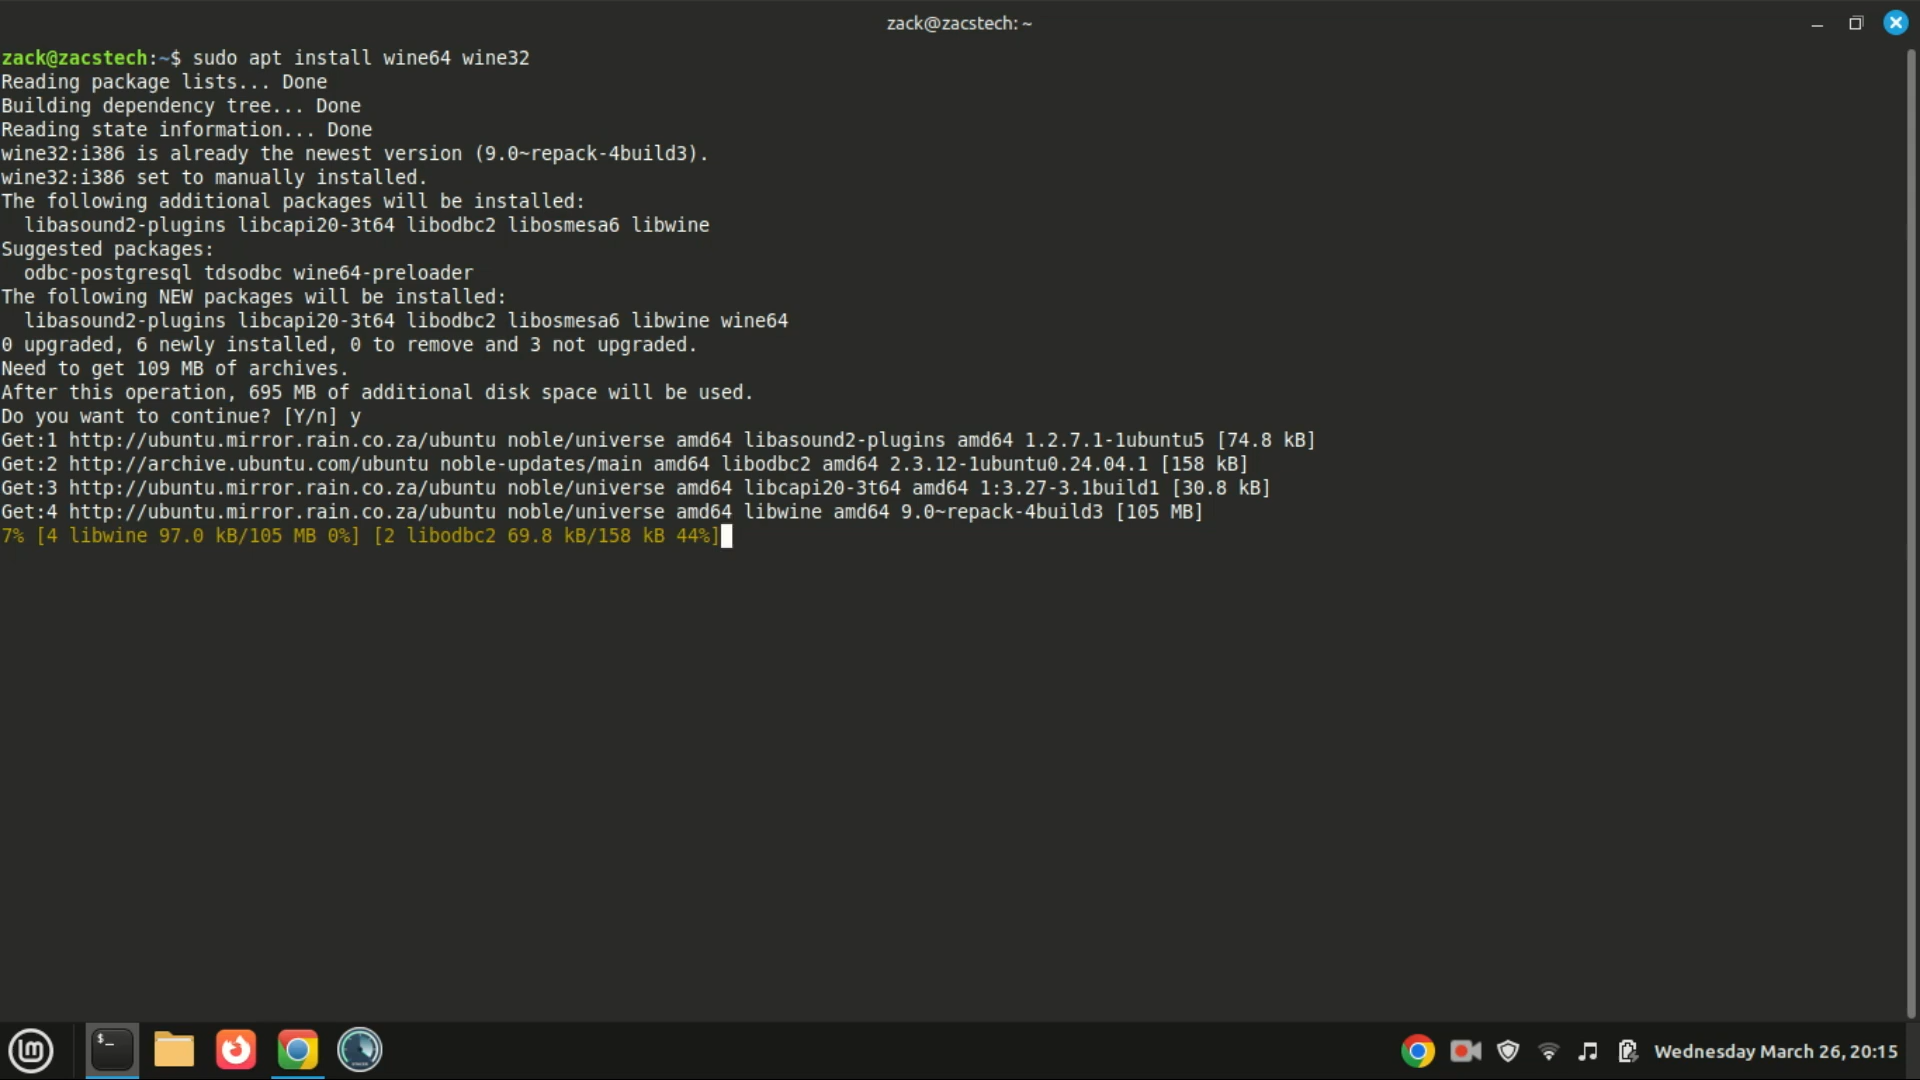 zack@zacstech: ~
zack@zacstech:~$ sudo apt install wine64 wine32
Reading package lists... Done
Building dependency tree... Done
Reading state information... Done
wine32:i386 is already the newest version (9.0~repack-4build3).
wine32:i386 set to manually installed.
The following additional packages will be installed:
  libasound2-plugins libcapi20-3t64 libodbc2 libosmesa6 libwine
Suggested packages:
  odbc-postgresql tdsodbc wine64-preloader
The following NEW packages will be installed:
  libasound2-plugins libcapi20-3t64 libodbc2 libosmesa6 libwine wine64
0 upgraded, 6 newly installed, 0 to remove and 3 not upgraded.
Need to get 109 MB of archives.
After this operation, 695 MB of additional disk space will be used.
Do you want to continue? [Y/n] y
Get:1 http://ubuntu.mirror.rain.co.za/ubuntu noble/universe amd64 libasound2-plugins amd64 1.2.7.1-1ubuntu5 [74.8 kB]
Get:2 http://archive.ubuntu.com/ubuntu noble-updates/main amd64 libodbc2 amd64 2.3.12-1ubuntu0.24.04.1 [158 kB]
Get:3 http://ubuntu.mirror.rain.co.za/ubuntu noble/universe amd64 libcapi20-3t64 amd64 1:3.27-3.1build1 [30.8 kB]
Get:4 http://ubuntu.mirror.rain.co.za/ubuntu noble/universe amd64 libwine amd64 9.0~repack-4build3 [105 MB]
7% [4 libwine 97.0 kB/105 MB 0%] [2 libodbc2 69.8 kB/158 kB 44%]
Wednesday March 26, 20:15